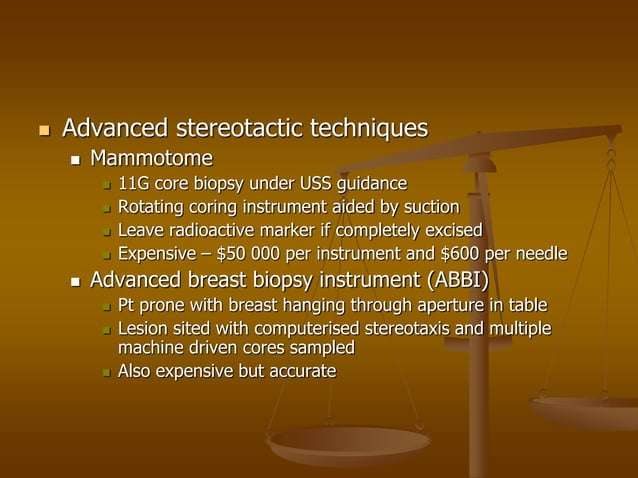 Advanced stereotactic techniques
Mammotome
11G core biopsy under USS guidance
Rotating coring instrument aided by suction
Leave radioactive marker if completely excised
Expensive – $50 000 per instrument and $600 per needle
Advanced breast biopsy instrument (ABBI)
Pt prone with breast hanging through aperture in table
Lesion sited with computerised stereotaxis and multiple
machine driven cores sampled
Also expensive but accurate